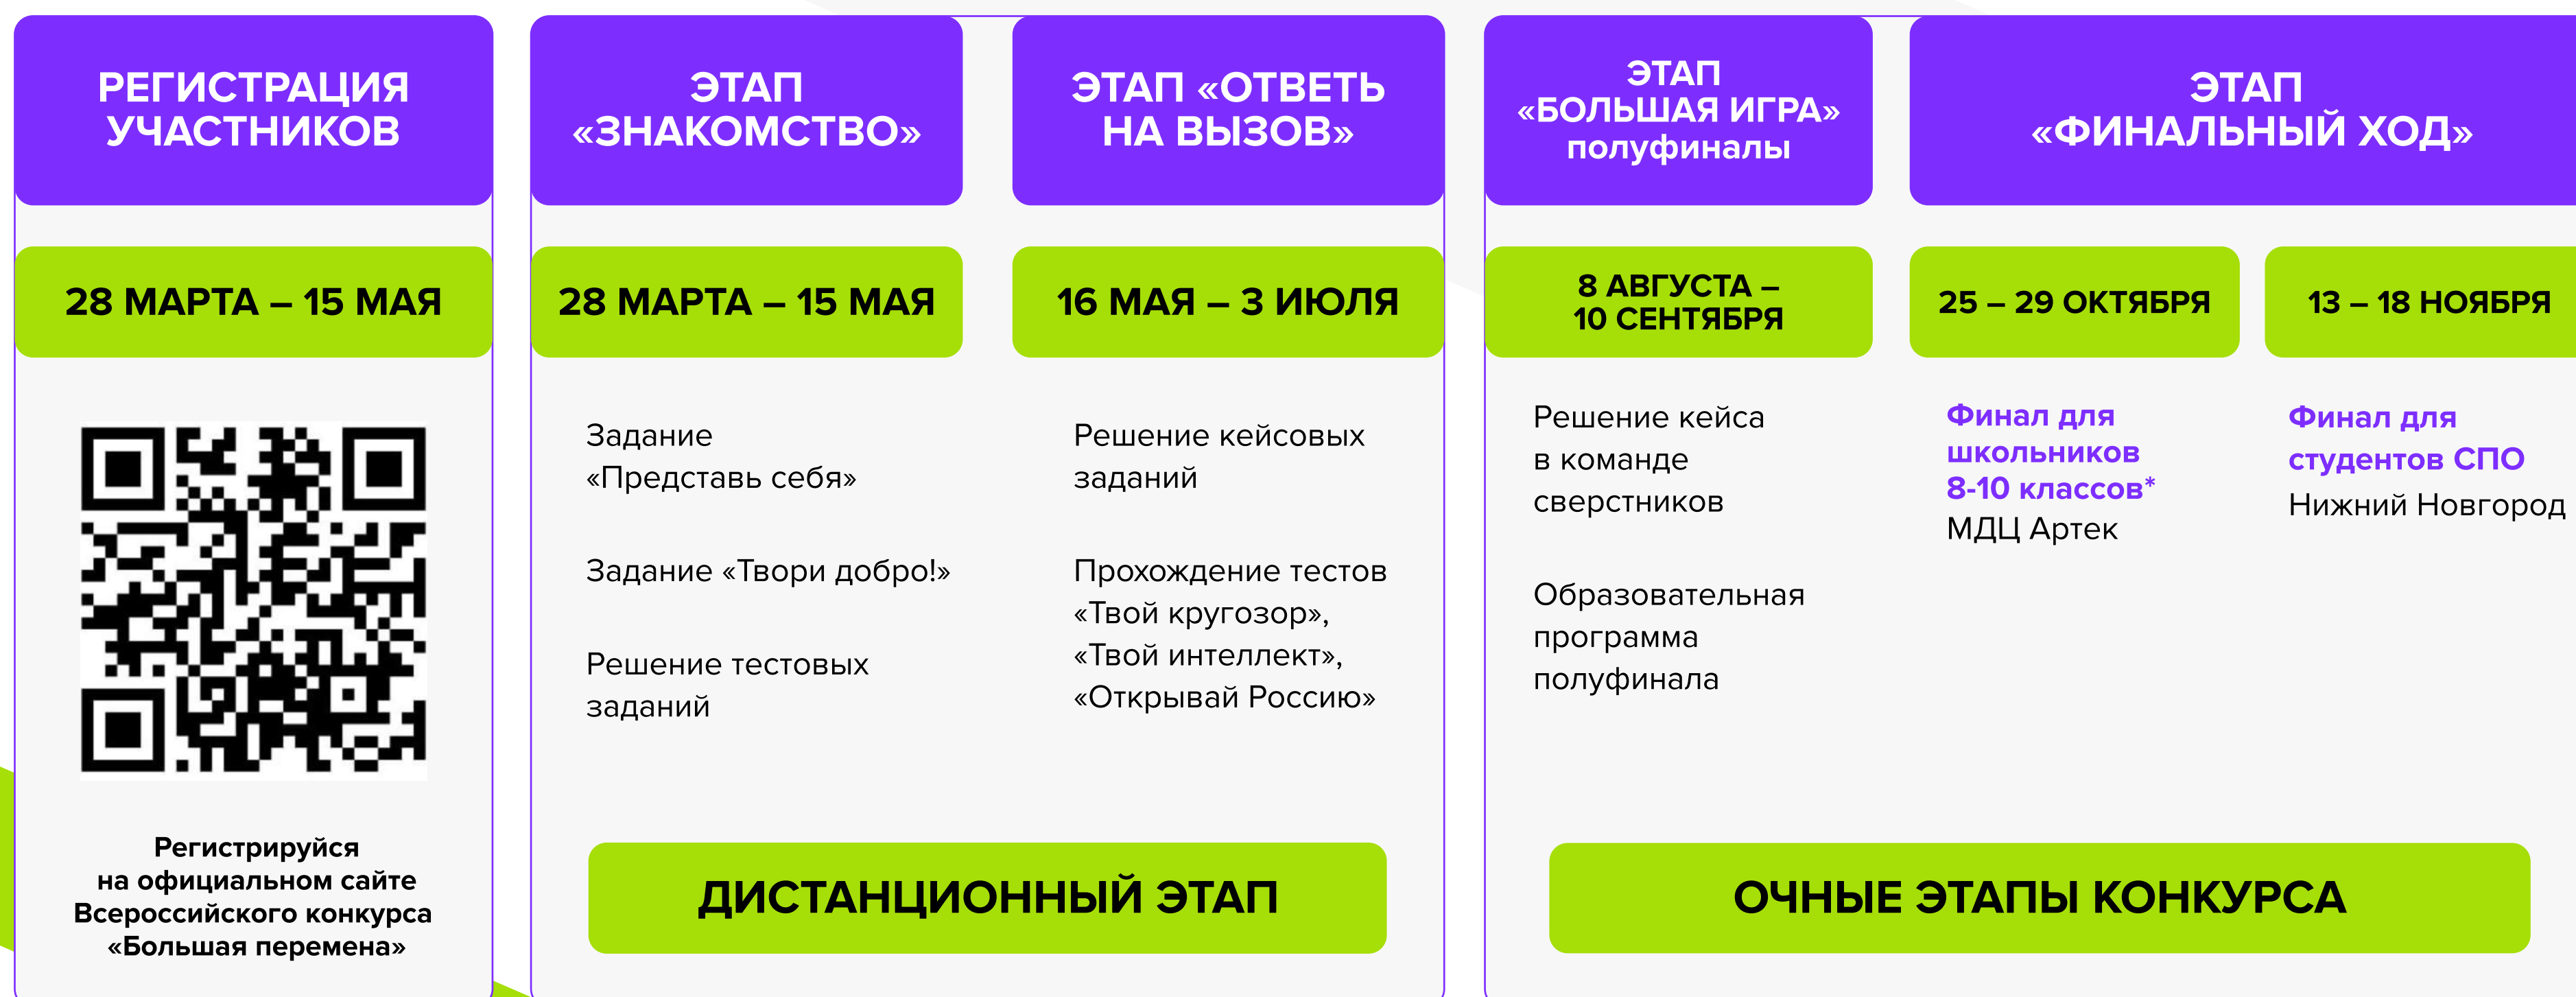 РЕГИСТРАЦИЯ
УЧАСТНИКОВ
28 МАРТА – 15 МАЯ
Регистрируйся
на официальном сайте
Всероссийского конкурса
«Большая перемена»
ЭТАП
«ЗНАКОМСТВО»
28 МАРТА – 15 МАЯ
Задание
«Представь себя»
Задание «Твори добро!»
Решение тестовых
заданий
ЭТАП «ОТВЕТЬ
НА ВЫЗОВ»
16 МАЯ – 3 ИЮЛЯ
Решение кейсовых
заданий
Прохождение тестов
«Твой кругозор»,
«Твой интеллект»,
«Открывай Россию»
ДИСТАНЦИОННЫЙ ЭТАП
ЭТАП
«БОЛЬШАЯ ИГРА»
полуфиналы
8 АВГУСТА –
10 СЕНТЯБРЯ
Решение кейса
в команде
сверстников
Образовательная
программа
полуфинала
ЭТАП
«ФИНАЛЬНЫЙ ХОД»
25 – 29 ОКТЯБРЯ
Финал для
школьников
8-10 классов*
МДЦ Артек
13 – 18 НОЯБРЯ
Финал для
студентов СПО
Нижний Новгород
ОЧНЫЕ ЭТАПЫ КОНКУРСА